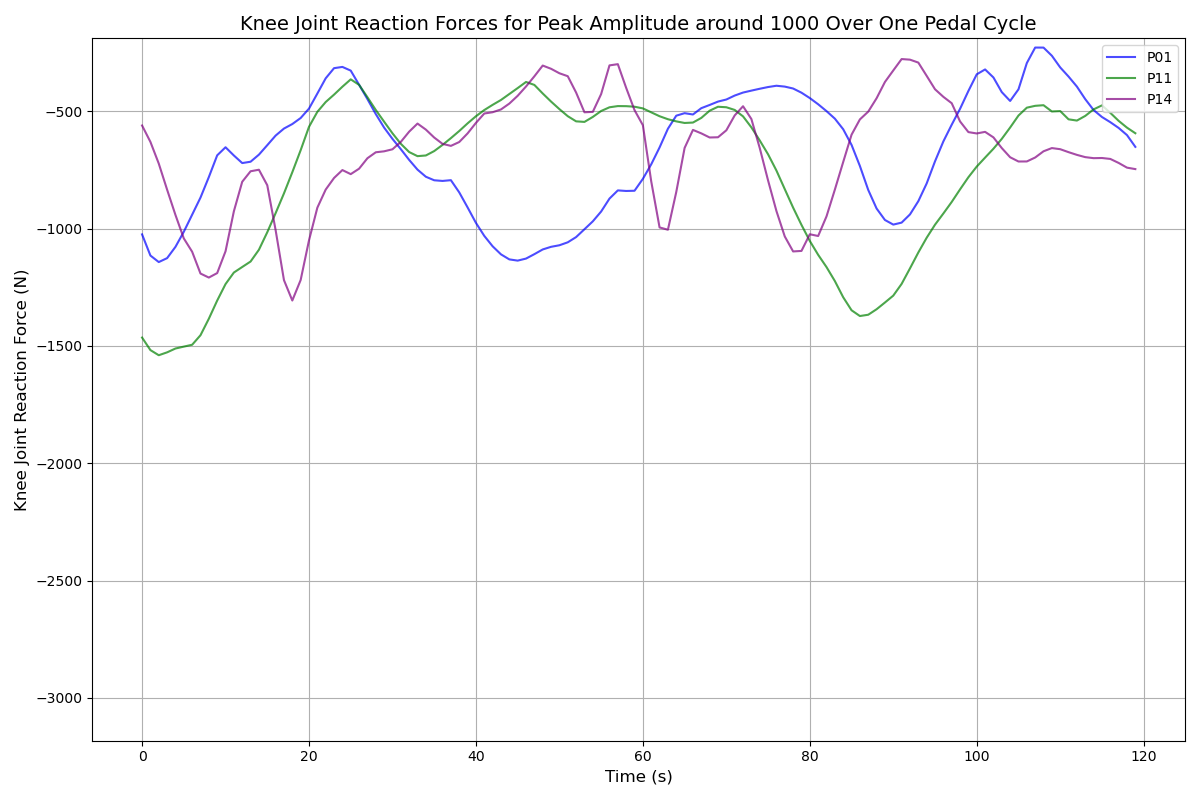 Knee Joint Reaction Forces for Peak Amplitude around 1000 Over One Pedal Cycle
P01
P11
P14
Knee Joint Reaction Force (N)
−500
−1000
−1500
−2000
−2500
−3000
0 20 40 60 80 100 120
Time (s)